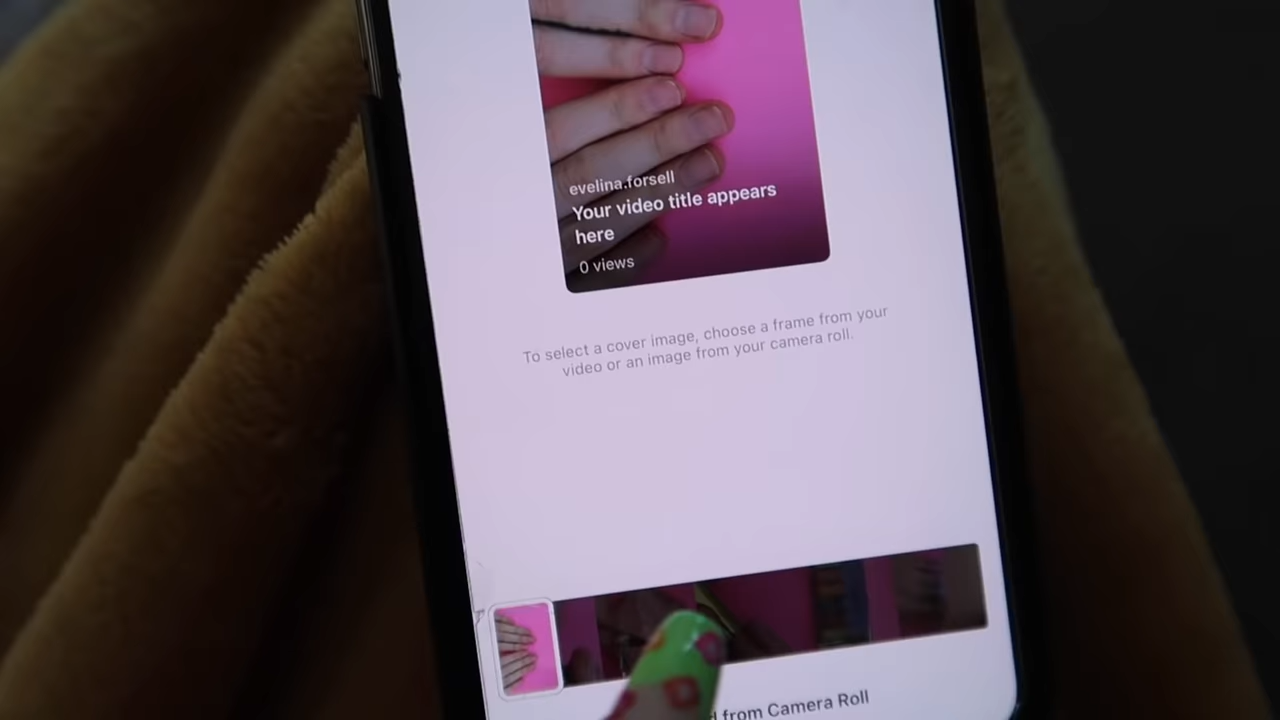 evelina.forsell
Your video title appears
here
0 views
To select a cover image, choose a frame from your
video or an image from your camera roll.
from Camera Roll